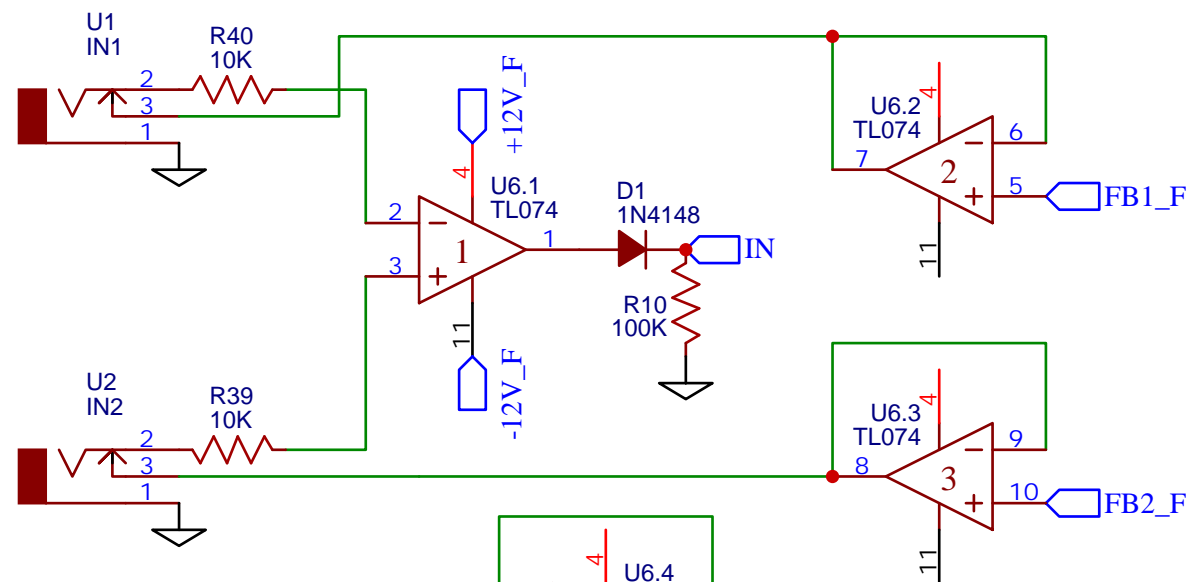 U1
IN1
R40
10K
2
3
1
+12V_F
4
U6.1
TL074
2
3
1
1
11
-12V_F
D1
1N4148
IN
R10
100K
4
U6.2
TL074
6
7
2
5
FB1_F
11
U2
IN2
R39
10K
2
3
1
4
U6.3
TL074
9
8
3
10
FB2_F
11
4
U6.4